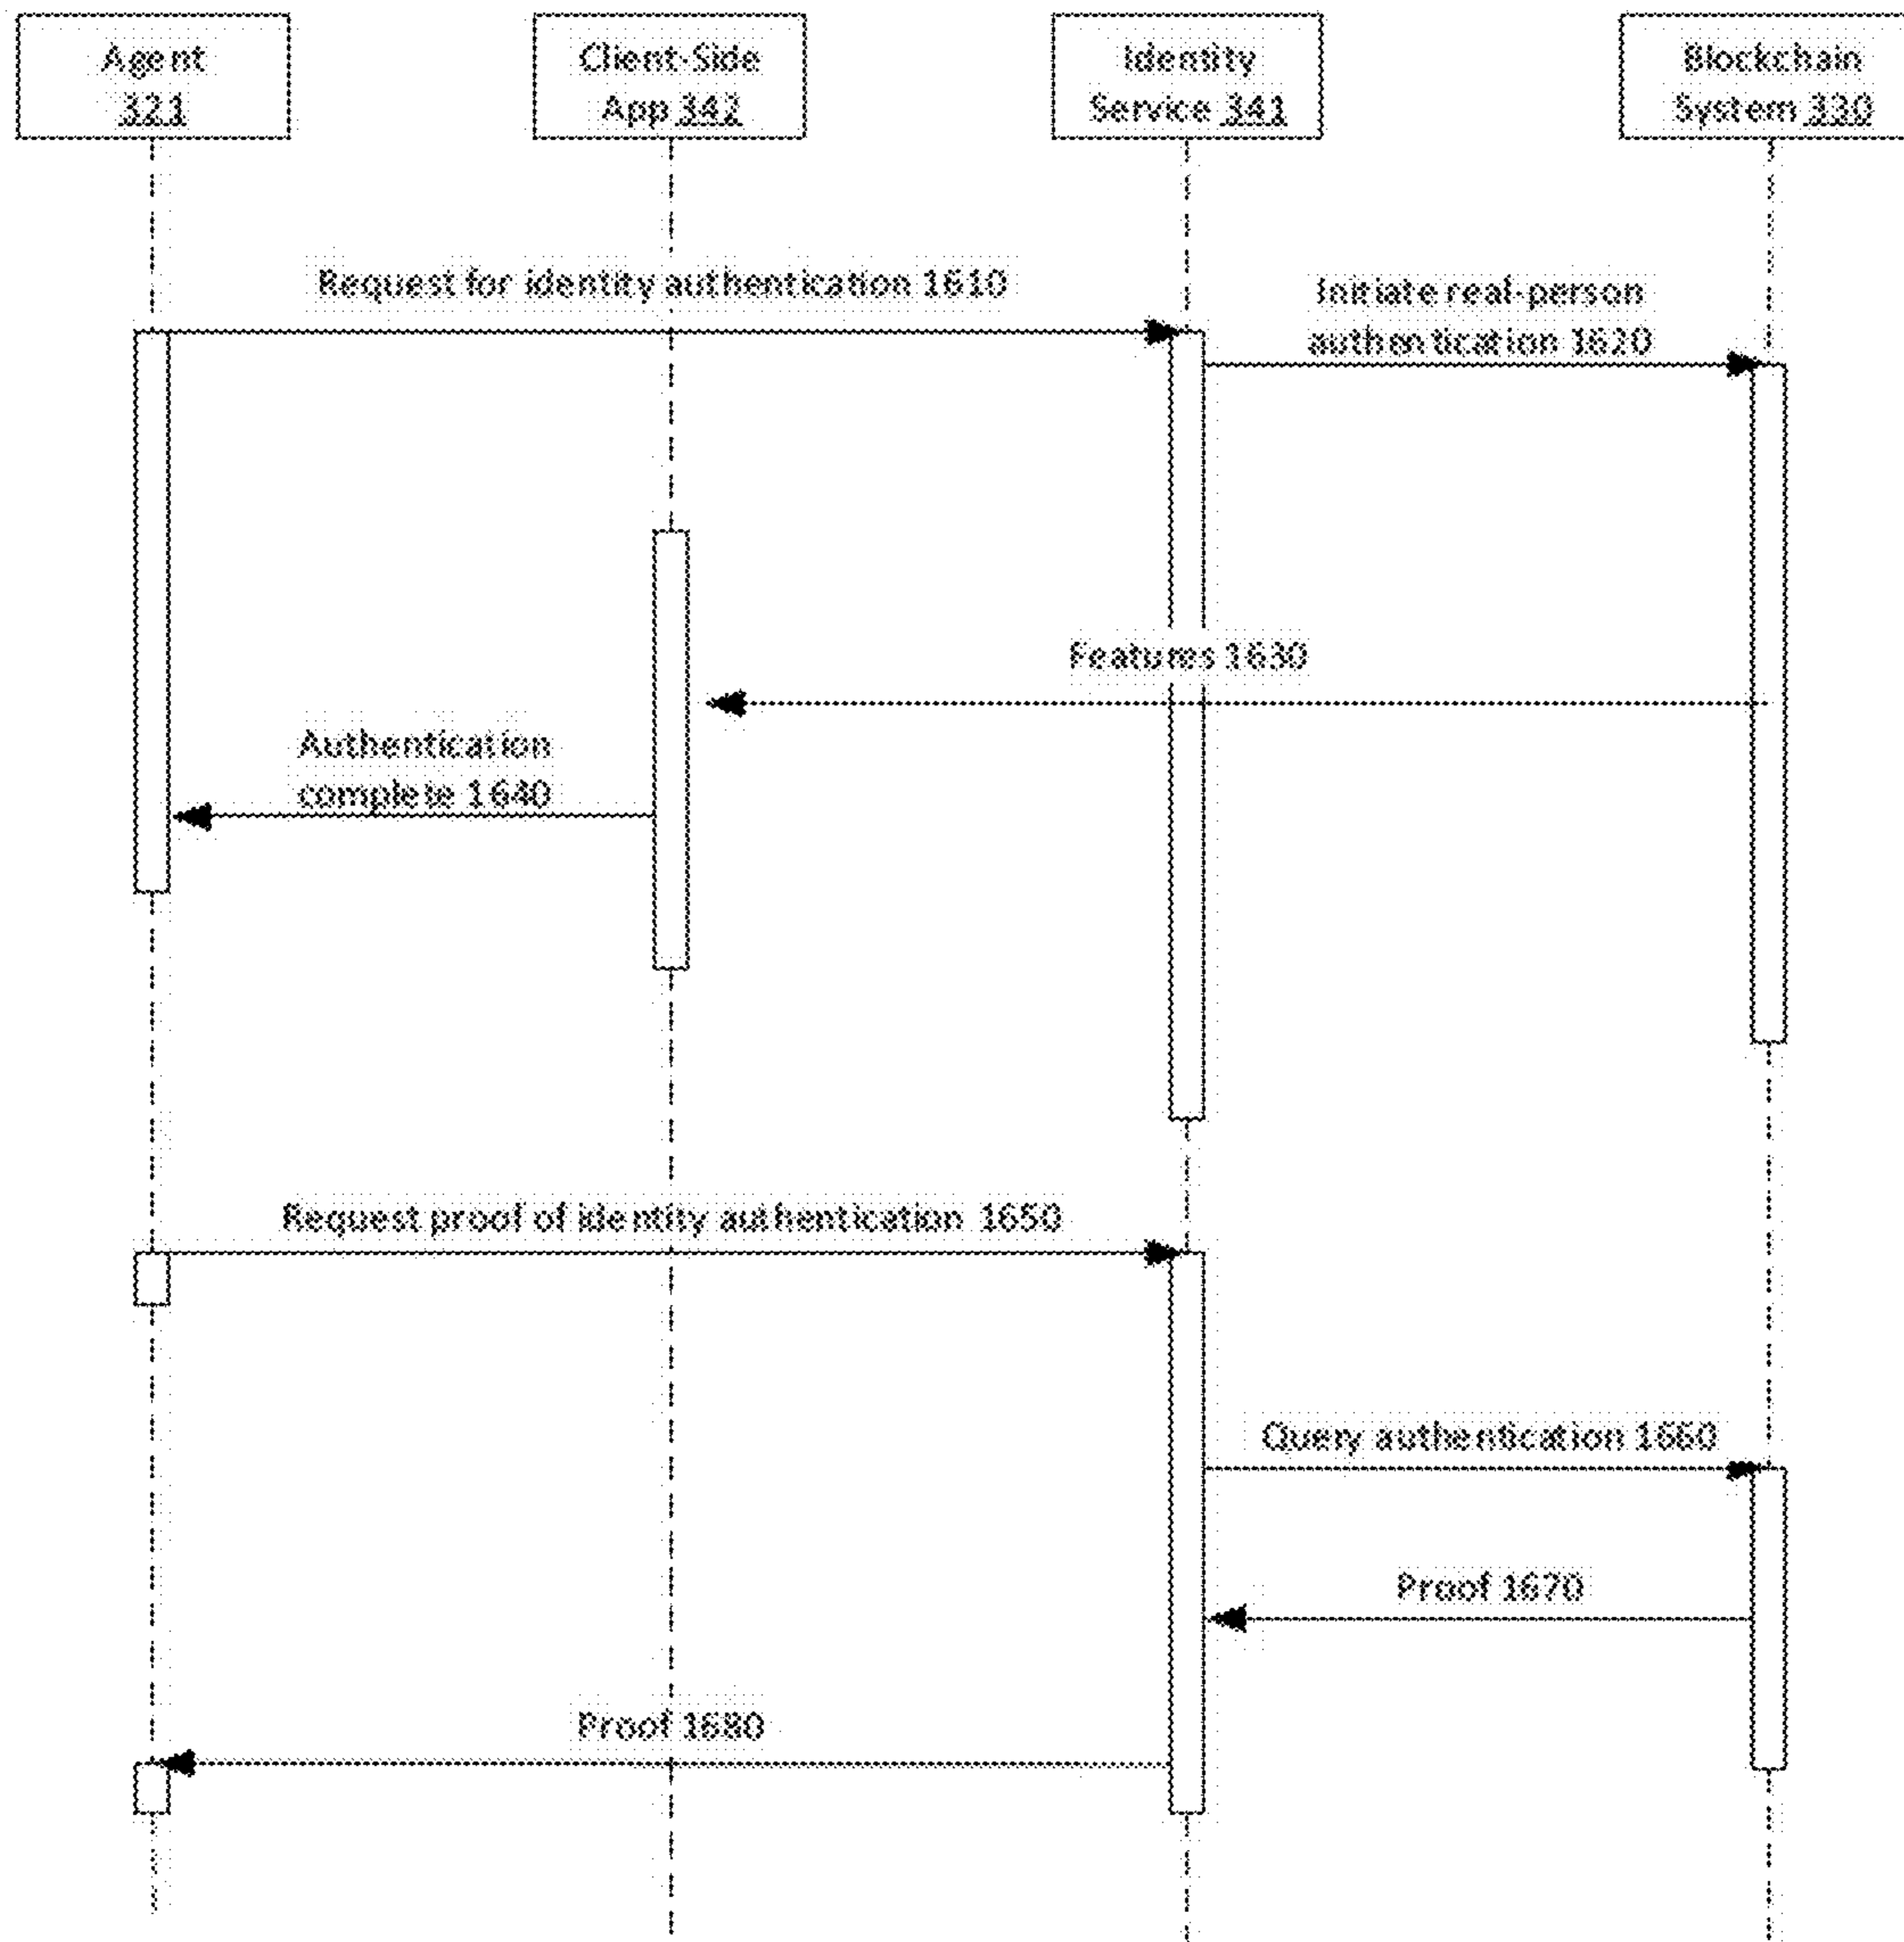 Agent
321
Client-Side
App 342
Identity
Service 341
Blockchain
System 330
Request for identity authentication 1610
Initiate real-person
authentication 1620
Features 1630
Authentication
complete 1640
Request proof of identity authentication 1650
Query authentication 1660
Proof 1670
Proof 1680